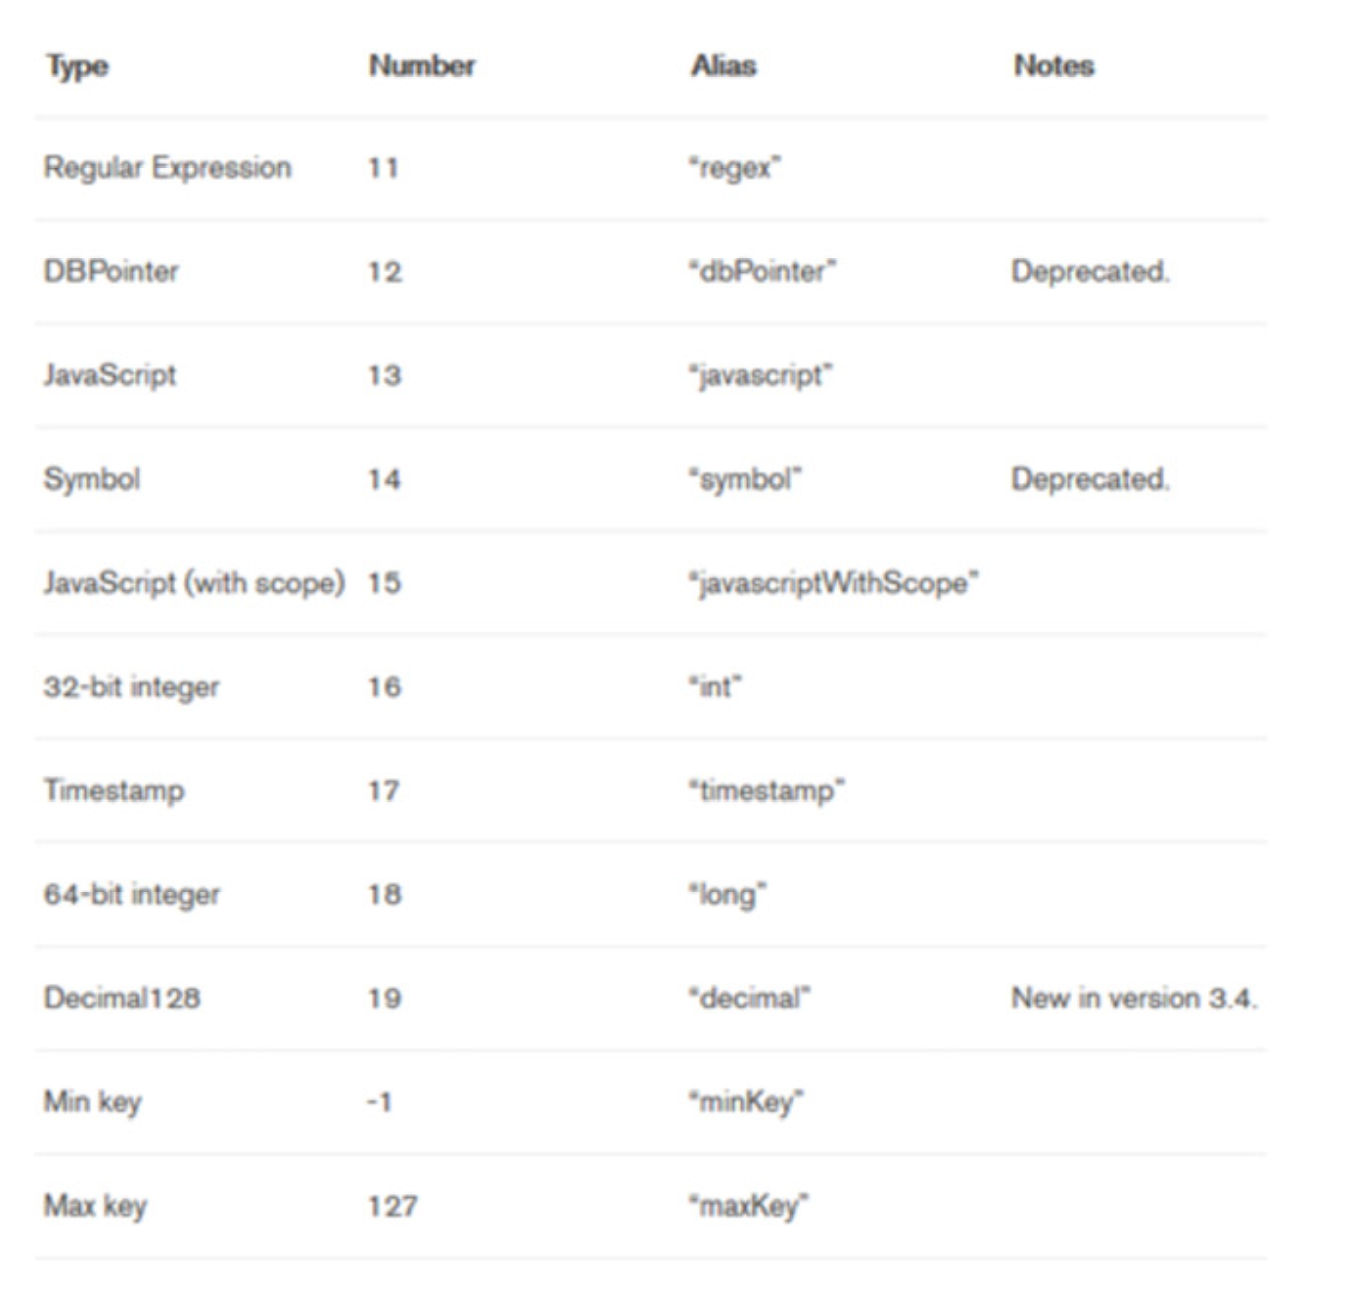 Type Number Alias Notes
Regular Expression 11 “regex”
DBPointer 12 “dbPointer” Deprecated.
JavaScript 13 “javascript”
Symbol 14 “symbol” Deprecated.
JavaScript (with scope) 15 “javascriptWithScope”
32-bit integer 16 “int”
Timestamp 17 “timestamp”
64-bit integer 18 “long”
Decimal128 19 “decimal” New in version 3.4.
Min key -1 “minKey”
Max key 127 “maxKey”